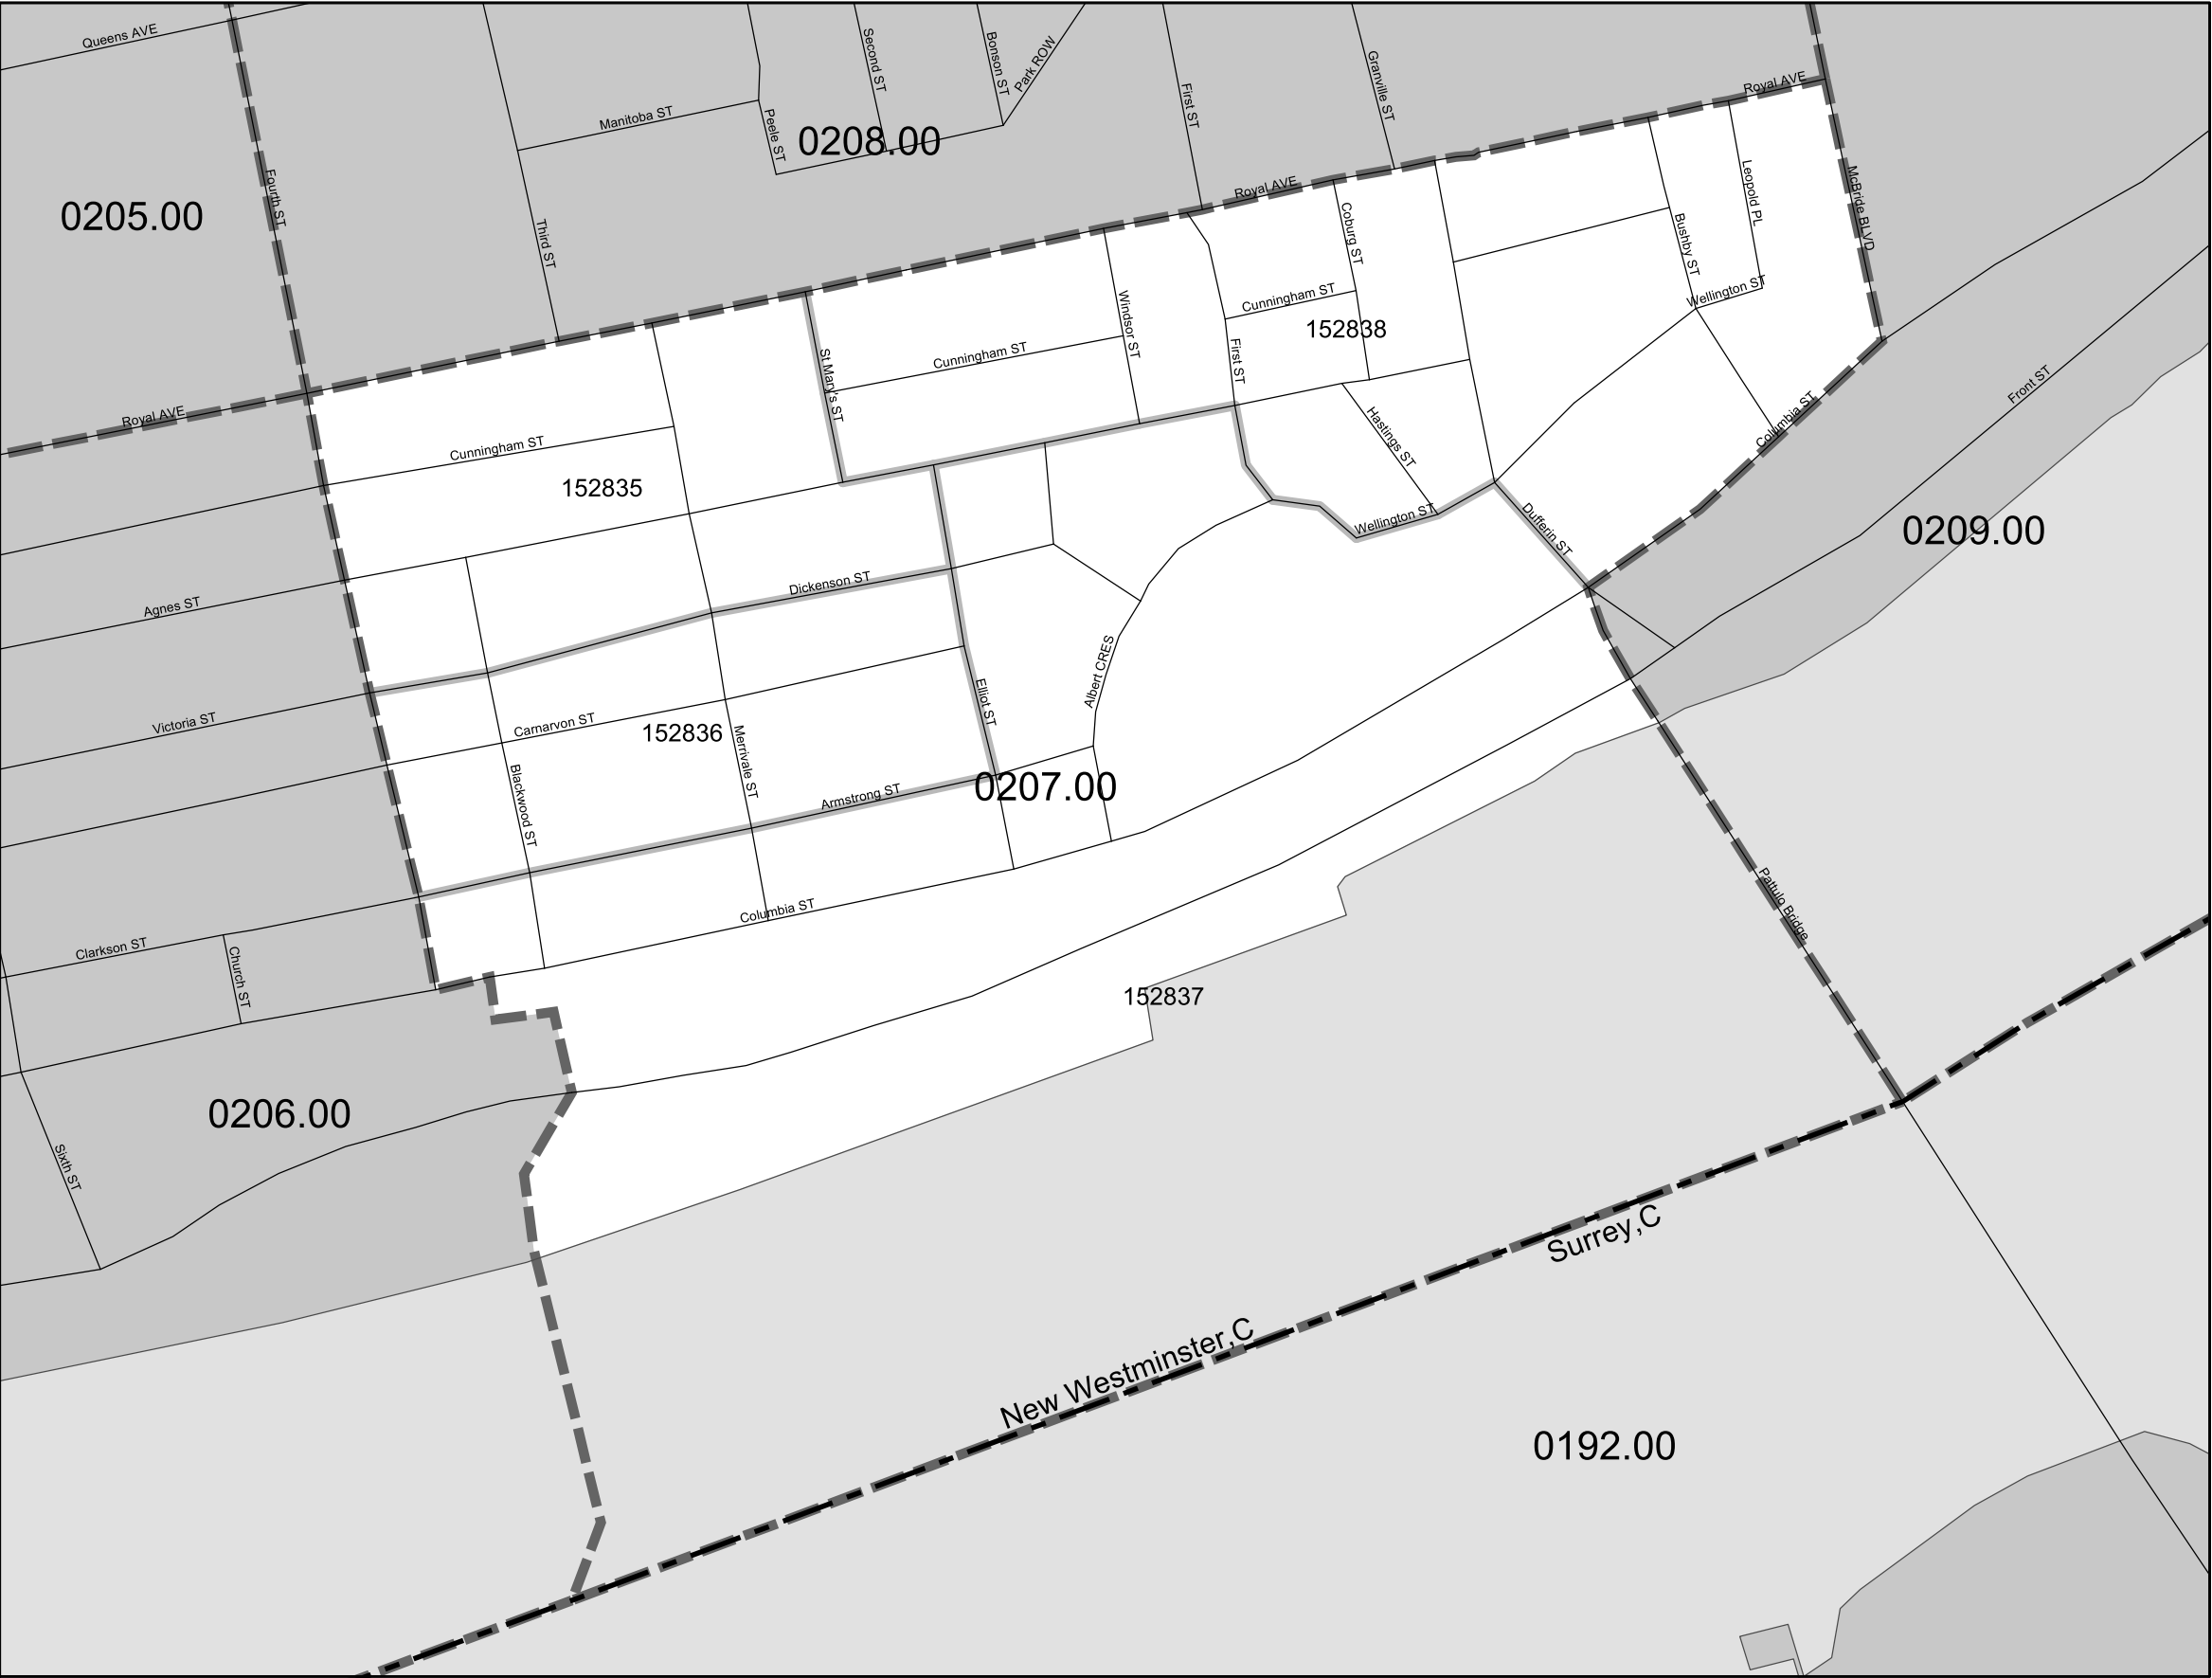 Queens AVE
Second ST
Bonson ST
Park ROW
Granville ST
Royal AVE
First ST
Manitoba ST
Peele ST
0208.00
0205.00
Fourth ST
Third ST
Royal AVE
Coburg ST
Leopold PL
McBride BLVD
Bushby ST
Wellington ST
Cunningham ST
152838
Windsor ST
First ST
Cunningham ST
St Mary's ST
Royal AVE
Cunningham ST
152835
Hastings ST
Columbia ST
Front ST
Wellington ST
Dufferin ST
0209.00
Dickenson ST
Agnes ST
Albert CRES
Elliot ST
Victoria ST
Carnarvon ST
152836
Merrivale ST
Blackwood ST
Armstrong ST
0207.00
Pattulo Bridge
Columbia ST
Clarkson ST
Church ST
152837
0206.00
Sixth ST
Surrey,C
New Westminster,C
0192.00